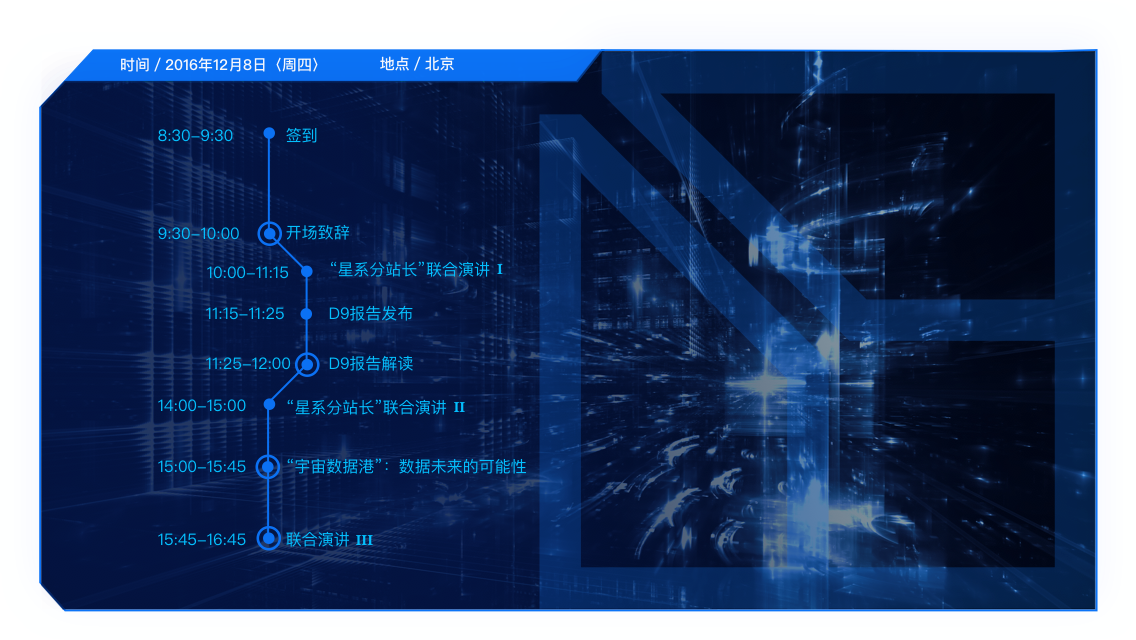 时间 / 2016年12月8日（周四） 地点 / 北京
8:30–9:30 签到
9:30–10:00 开场致辞
10:00–11:15 “星系分站长”联合演讲 I
11:15–11:25 D9报告发布
11:25–12:00 D9报告解读
14:00–15:00 “星系分站长”联合演讲 II
15:00–15:45 “宇宙数据港”：数据未来的可能性
15:45–16:45 联合演讲 III